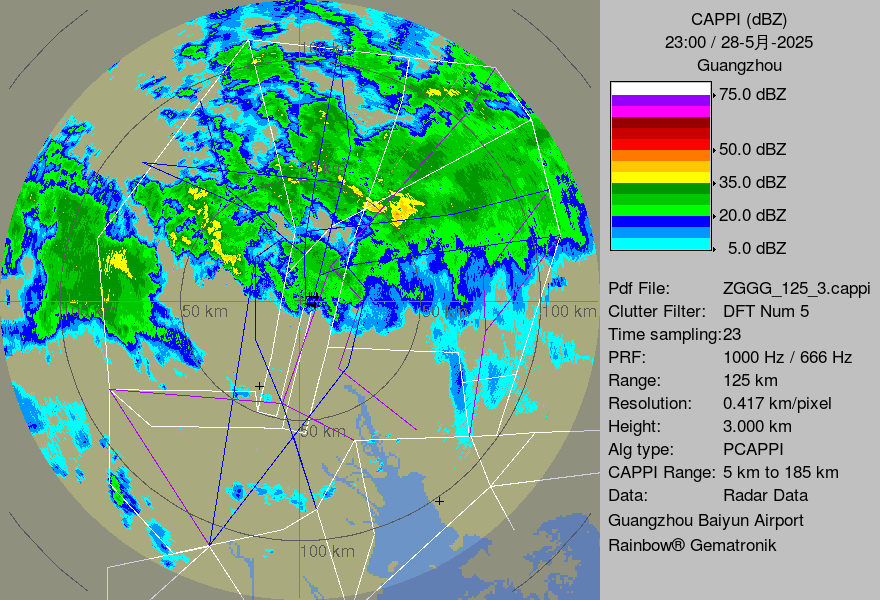 CAPPI (dBZ)
23:00 / 28-5月-2025
Guangzhou
75.0 dBZ
50.0 dBZ
35.0 dBZ
20.0 dBZ
5.0 dBZ
Pdf File: ZGGG_125_3.cappi
Clutter Filter: DFT Num 5
Time sampling:23
PRF: 1000 Hz / 666 Hz
Range: 125 km
Resolution: 0.417 km/pixel
Height: 3.000 km
Alg type: PCAPPI
CAPPI Range: 5 km to 185 km
Data: Radar Data
Guangzhou Baiyun Airport
Rainbow® Gematronik
50 km
100 km
50 km
100 km